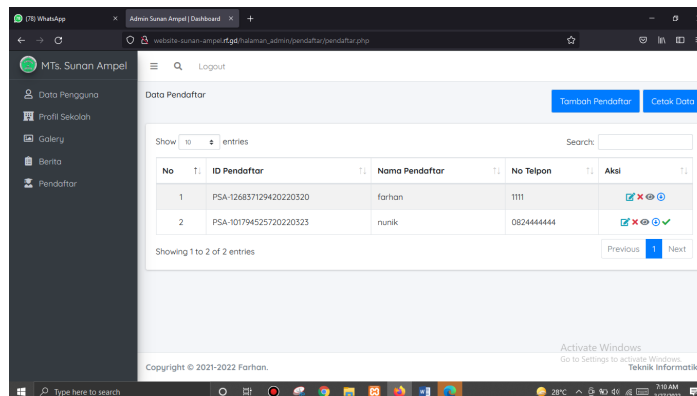 (78) WhatsApp
Admin Sunan Ampel | Dashboard
website-sunan-ampel.rf.gd/halaman_admin/pendaftar/pendaftar.php
MTs. Sunan Ampel
Logout
Data Pengguna
Profil Sekolah
Galery
Berita
Pendaftar
Data Pendaftar
Tambah Pendaftar
Cetak Data
Show 10 entries
Search:
No ID Pendaftar Nama Pendaftar No Telpon Aksi
1 PSA-126837129420220320 farhan 1111
2 PSA-101794525720220323 nunik 0824444444
Showing 1 to 2 of 2 entries
Previous 1 Next
Activate Windows
Go to Settings to activate Windows.
Copyright © 2021-2022 Farhan.
Teknik Informatik
Type here to search
28°C
7:10 AM
3/27/2022